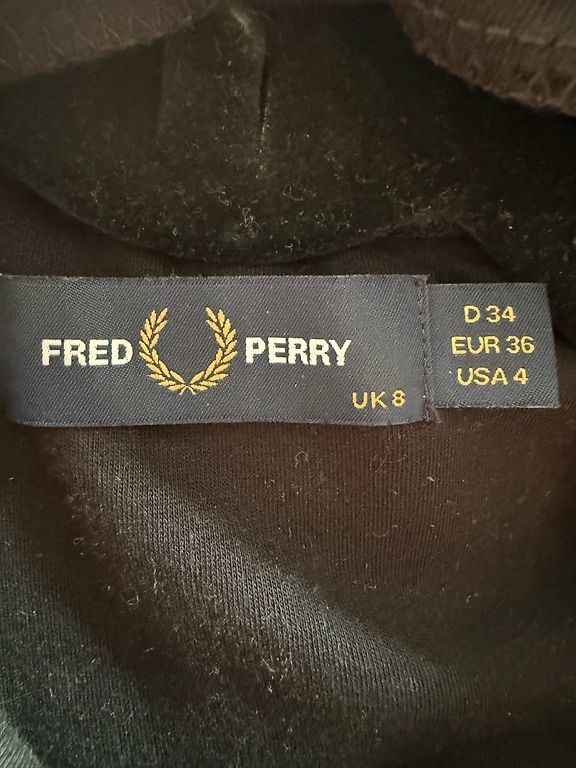 FRED PERRY
UK 8
D 34
EUR 36
USA 4